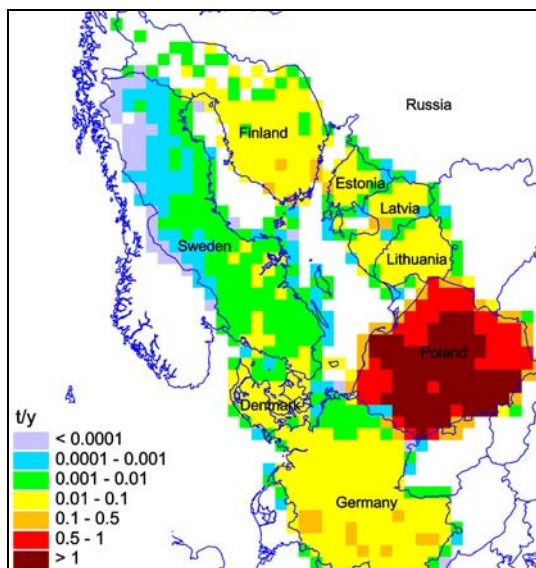 Russia
Finland
Estonia
Latvia
Lithuania
Sweden
Poland
Denmark
Germany
t/y
< 0.0001
0.0001 - 0.001
0.001 - 0.01
0.01 - 0.1
0.1 - 0.5
0.5 - 1
> 1